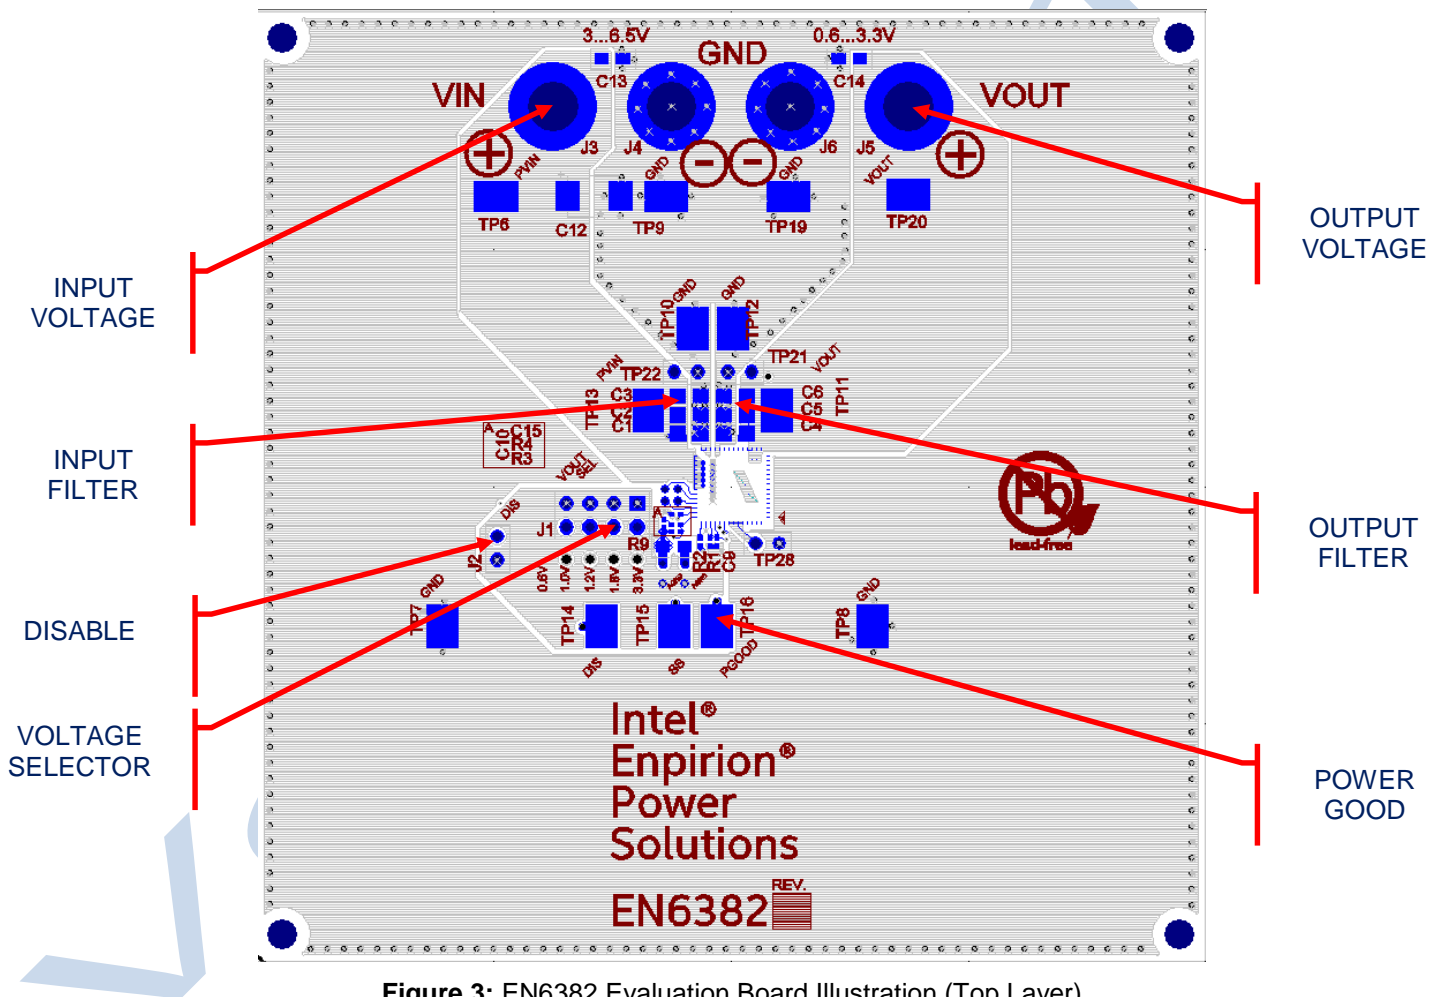 3...6.5V
0.6...3.3V
GND
C13
C14
VIN
VOUT
J3
J4
J6
J5
PVIN
GND
GND
VOUT
TP6
C12
TP9
TP19
TP20
OUTPUT
VOLTAGE
INPUT
VOLTAGE
GND
GND
TP10
TP12
PVIN
TP22
TP21
VOUT
TP13
C3
C2
C1
C6
C5
C4
TP11
A
C10
C15
R4
R3
INPUT
FILTER
VOUT
SEL
Pb
lead-free
OUTPUT
FILTER
DIS
J1
A
J2
R9
C9
TP28
0.6V
1.0V
1.2V
1.8V
3.3V
GND
TP7
TP14
TP15
TP16
GND
TP8
DISABLE
DIS
SS
PGOOD
VOLTAGE
SELECTOR
POWER
GOOD
Intel®
Enpirion®
Power
Solutions
REV.
EN6382
Figure 3: EN6382 Evaluation Board Illustration (Top Layer)